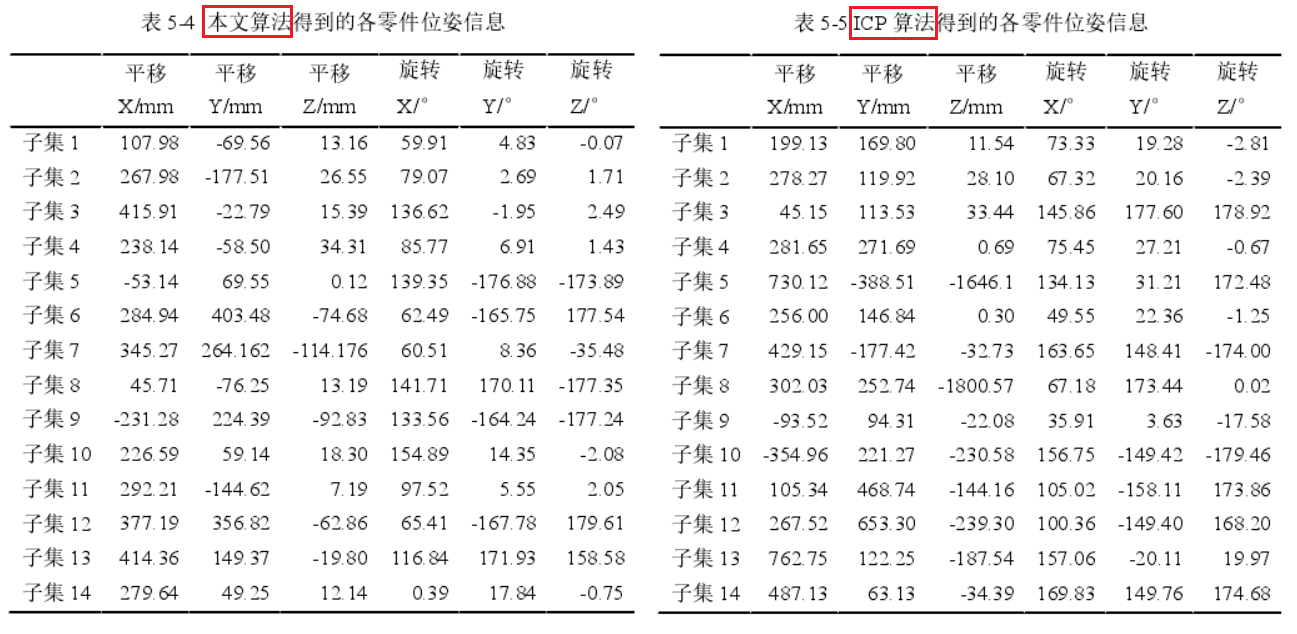 表 5-4 本文算法得到的各零件位姿信息
平移 平移 平移 旋转 旋转 旋转
X/mm Y/mm Z/mm X/° Y/° Z/°
子集 1 107.98 -69.56 13.16 59.91 4.83 -0.07
子集 2 267.98 -177.51 26.55 79.07 2.69 1.71
子集 3 415.91 -22.79 15.39 136.62 -1.95 2.49
子集 4 238.14 -58.50 34.31 85.77 6.91 1.43
子集 5 -53.14 69.55 0.12 139.35 -176.88 -173.89
子集 6 284.94 403.48 -74.68 62.49 -165.75 177.54
子集 7 345.27 264.162 -114.176 60.51 8.36 -35.48
子集 8 45.71 -76.25 13.19 141.71 170.11 -177.35
子集 9 -231.28 224.39 -92.83 133.56 -164.24 -177.24
子集 10 226.59 59.14 18.30 154.89 14.35 -2.08
子集 11 292.21 -144.62 7.19 97.52 5.55 2.05
子集 12 377.19 356.82 -62.86 65.41 -167.78 179.61
子集 13 414.36 149.37 -19.80 116.84 171.93 158.58
子集 14 279.64 49.25 12.14 0.39 17.84 -0.75
表 5-5 ICP 算法得到的各零件位姿信息
平移 平移 平移 旋转 旋转 旋转
X/mm Y/mm Z/mm X/° Y/° Z/°
子集 1 199.13 169.80 11.54 73.33 19.28 -2.81
子集 2 278.27 119.92 28.10 67.32 20.16 -2.39
子集 3 45.15 113.53 33.44 145.86 177.60 178.92
子集 4 281.65 271.69 0.69 75.45 27.21 -0.67
子集 5 730.12 -388.51 -1646.1 134.13 31.21 172.48
子集 6 256.00 146.84 0.30 49.55 22.36 -1.25
子集 7 429.15 -177.42 -32.73 163.65 148.41 -174.00
子集 8 302.03 252.74 -1800.57 67.18 173.44 0.02
子集 9 -93.52 94.31 -22.08 35.91 3.63 -17.58
子集 10 -354.96 221.27 -230.58 156.75 -149.42 -179.46
子集 11 105.34 468.74 -144.16 105.02 -158.11 173.86
子集 12 267.52 653.30 -239.30 100.36 -149.40 168.20
子集 13 762.75 122.25 -187.54 157.06 -20.11 19.97
子集 14 487.13 63.13 -34.39 169.83 149.76 174.68